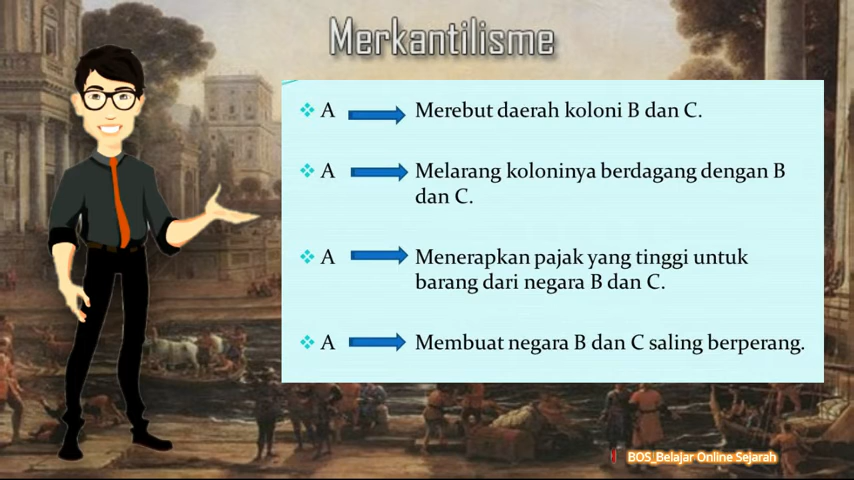 Merkantilisme
A Merebut daerah koloni B dan C.
A Melarang koloninya berdagang dengan B
dan C.
A Menerapkan pajak yang tinggi untuk
barang dari negara B dan C.
A Membuat negara B dan C saling berperang.
BOS_Belajar Online Sejarah